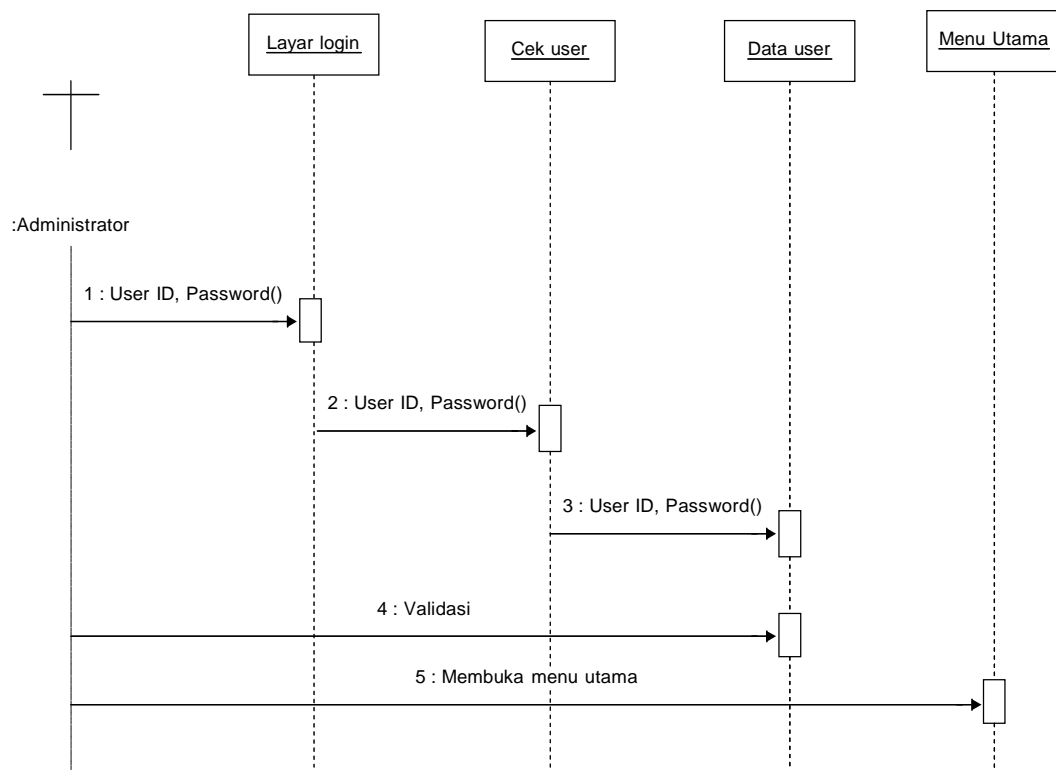 Layar login
Cek user
Data user
Menu Utama
:Administrator
1 : User ID, Password()
2 : User ID, Password()
3 : User ID, Password()
4 : Validasi
5 : Membuka menu utama